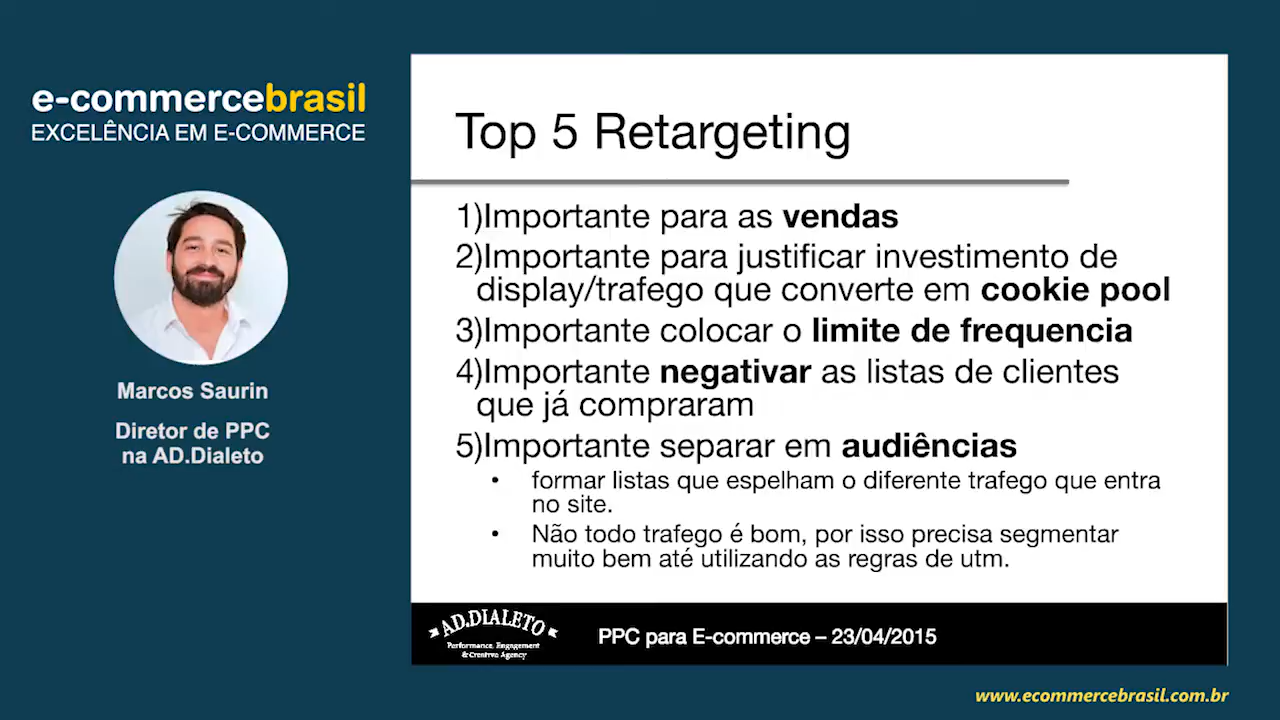 e-commercebrasil
EXCELÊNCIA EM E-COMMERCE
Marcos Saurin
Diretor de PPC
na AD.Dialeto
Top 5 Retargeting
1)Importante para as vendas
2)Importante para justificar investimento de
display/trafego que converte em cookie pool
3)Importante colocar o limite de frequencia
4)Importante negativar as listas de clientes
que já compraram
5)Importante separar em audiências
• formar listas que espelham o diferente trafego que entra
no site.
• Não todo trafego é bom, por isso precisa segmentar
muito bem até utilizando as regras de utm.
AD.DIALETO
Performance, Engagement
& Creative Agency
PPC para E-commerce – 23/04/2015
www.ecommercebrasil.com.br